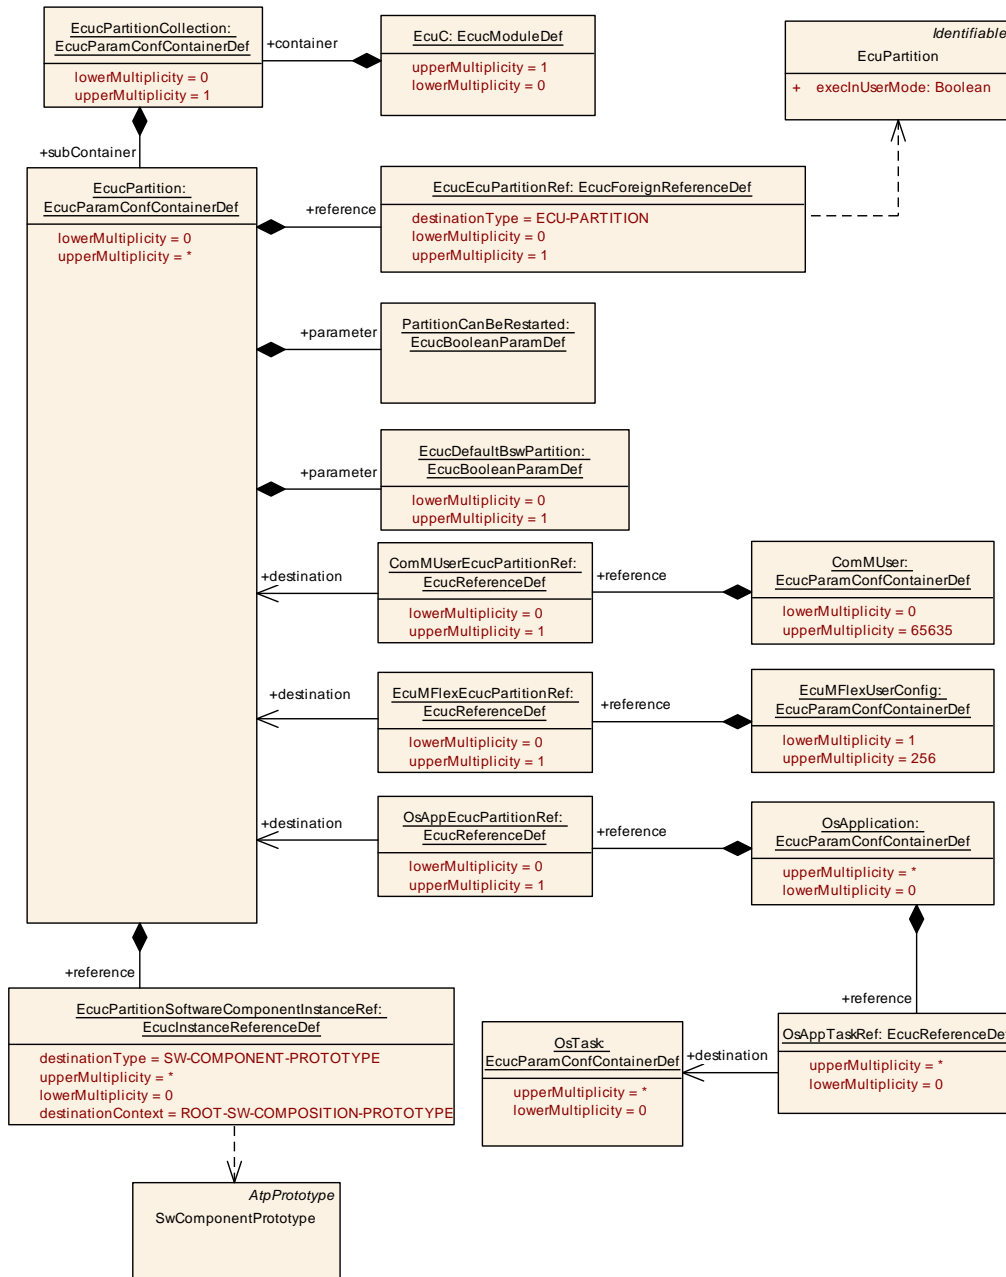 EcucPartitionCollection:
EcucParamConfContainerDef
lowerMultiplicity = 0
upperMultiplicity = 1
+container
EcuC: EcucModuleDef
upperMultiplicity = 1
lowerMultiplicity = 0
Identifiable
EcuPartition
+ execInUserMode: Boolean
+subContainer
EcucPartition:
EcucParamConfContainerDef
lowerMultiplicity = 0
upperMultiplicity = *
+reference
EcucEcuPartitionRef: EcucForeignReferenceDef
destinationType = ECU-PARTITION
lowerMultiplicity = 0
upperMultiplicity = 1
+parameter
PartitionCanBeRestarted:
EcucBooleanParamDef
+parameter
EcucDefaultBswPartition:
EcucBooleanParamDef
lowerMultiplicity = 0
upperMultiplicity = 1
+destination
ComMUserEcucPartitionRef:
EcucReferenceDef
lowerMultiplicity = 0
upperMultiplicity = 1
+reference
ComMUser:
EcucParamConfContainerDef
lowerMultiplicity = 0
upperMultiplicity = 65635
+destination
EcuMFlexEcucPartitionRef:
EcucReferenceDef
lowerMultiplicity = 0
upperMultiplicity = 1
+reference
EcuMFlexUserConfig:
EcucParamConfContainerDef
lowerMultiplicity = 1
upperMultiplicity = 256
+destination
OsAppEcucPartitionRef:
EcucReferenceDef
lowerMultiplicity = 0
upperMultiplicity = 1
+reference
OsApplication:
EcucParamConfContainerDef
upperMultiplicity = *
lowerMultiplicity = 0
+reference
EcucPartitionSoftwareComponentInstanceRef:
EcucInstanceReferenceDef
destinationType = SW-COMPONENT-PROTOTYPE
upperMultiplicity = *
lowerMultiplicity = 0
destinationContext = ROOT-SW-COMPOSITION-PROTOTYPE
+reference
OsAppTaskRef: EcucReferenceDef
upperMultiplicity = *
lowerMultiplicity = 0
+destination
OsTask:
EcucParamConfContainerDef
upperMultiplicity = *
lowerMultiplicity = 0
AtpPrototype
SwComponentPrototype